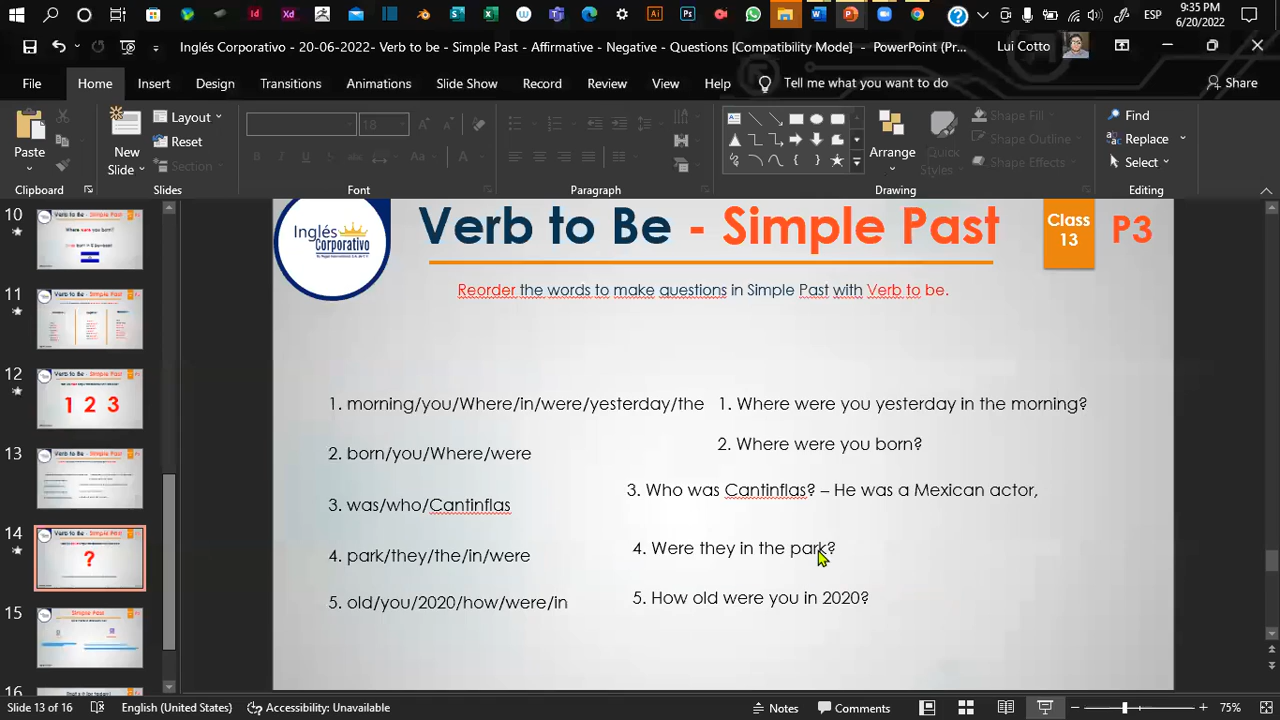 9:35 PM
ESP
6/20/2022
Inglés Corporativo - 20-06-2022- Verb to be - Simple Past - Affirmative - Negative - Questions [Compatibility Mode] - PowerPoint (Pr...
Lui Cotto
File Home Insert Design Transitions Animations Slide Show Record Review View Help Tell me what you want to do Share
Paste
Clipboard
New Slide
Layout
Reset
Section
Slides
18
Font
Paragraph
Arrange
Quick Styles
Shape Fill
Shape Outline
Shape Effects
Drawing
Find
Replace
Select
Editing
10
11
12
1 2 3
13
14
?
15
16
Inglés Corporativo
Verb to Be - Simple Past
Class 13
P3
Reorder the words to make questions in Simple Past with Verb to be.
1. morning/you/Where/in/were/yesterday/the
1. Where were you yesterday in the morning?
2. born/you/Where/were
2. Where were you born?
3. was/who/Cantinflas
3. Who was Cantinflas? – He was a Mexican actor,
4. park/they/the/in/were
4. Were they in the park?
5. old/you/2020/how/were/in
5. How old were you in 2020?
Slide 13 of 16
English (United States)
Accessibility: Unavailable
Notes
Comments
75%